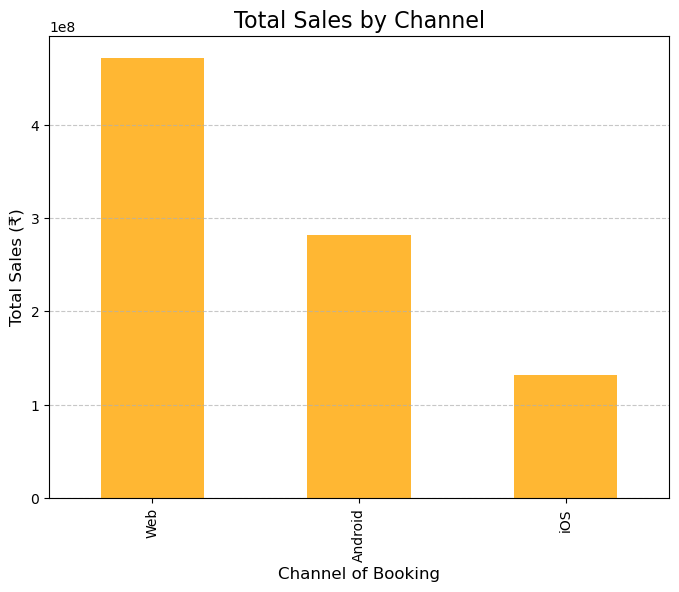 Total Sales by Channel
1e8
4
3
2
1
0
Total Sales (₹)
Web
Android
iOS
Channel of Booking